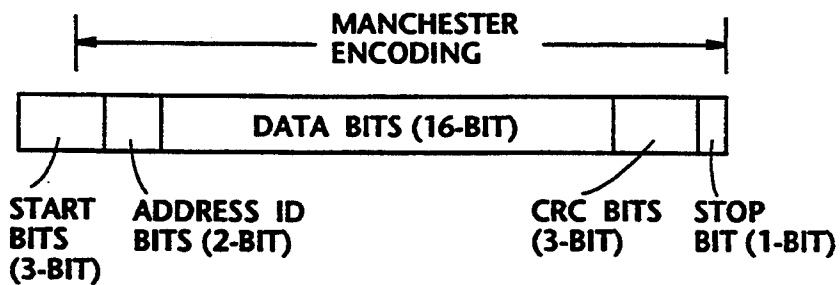 MANCHESTER
ENCODING
DATA BITS (16-BIT)
START
BITS
(3-BIT)
ADDRESS ID
BITS (2-BIT)
CRC BITS
(3-BIT)
STOP
BIT (1-BIT)